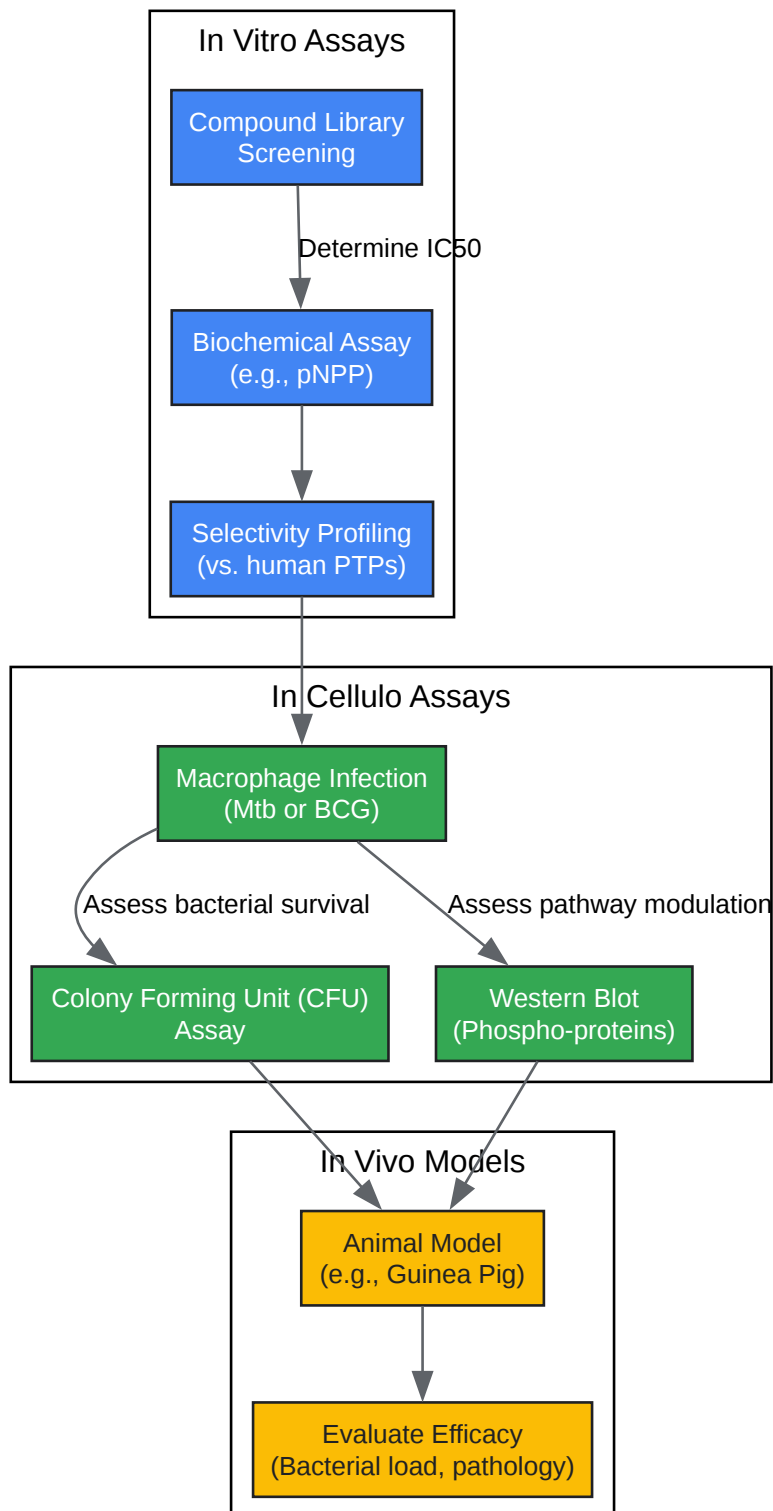 In Vitro Assays
Compound Library
Screening
Determine IC50
Biochemical Assay
(e.g., pNPP)
Selectivity Profiling
(vs. human PTPs)
In Cellulo Assays
Macrophage Infection
(Mtb or BCG)
Assess bacterial survival
Assess pathway modulation
Colony Forming Unit (CFU)
Assay
Western Blot
(Phospho-proteins)
In Vivo Models
Animal Model
(e.g., Guinea Pig)
Evaluate Efficacy
(Bacterial load, pathology)